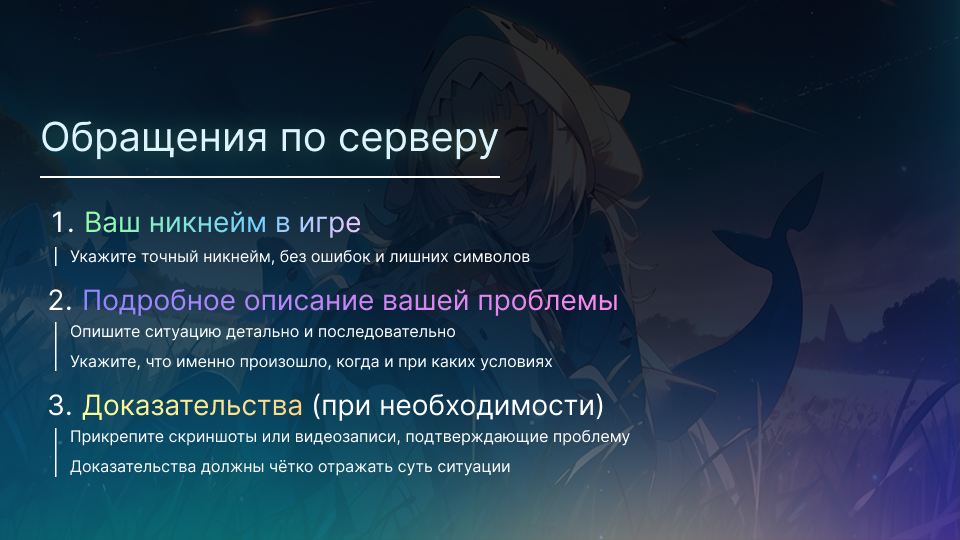 Обращения по серверу
1. Ваш никнейм в игре
Укажите точный никнейм, без ошибок и лишних символов
2. Подробное описание вашей проблемы
Опишите ситуацию детально и последовательно
Укажите, что именно произошло, когда и при каких условиях
3. Доказательства (при необходимости)
Прикрепите скриншоты или видеозаписи, подтверждающие проблему
Доказательства должны чётко отражать суть ситуации